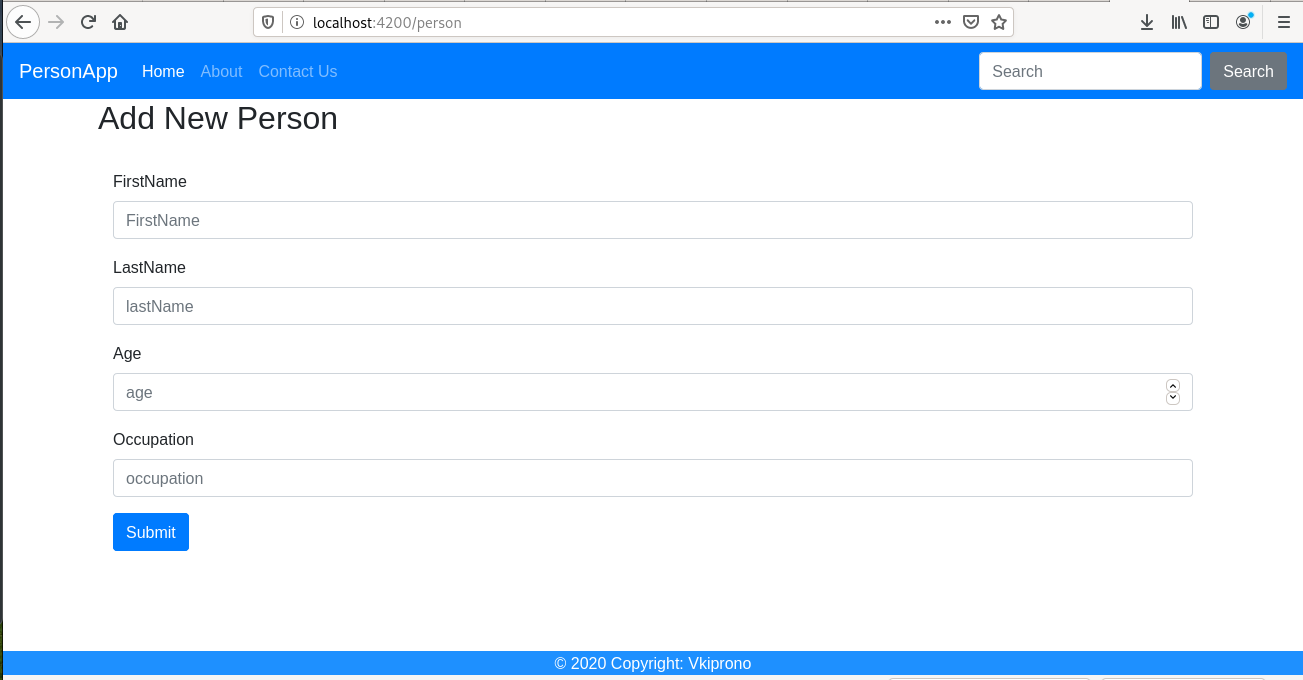 localhost:4200/person
PersonApp Home About Contact Us Search Search
Add New Person
FirstName
FirstName
LastName
lastName
Age
age
Occupation
occupation
Submit
© 2020 Copyright: Vkiprono